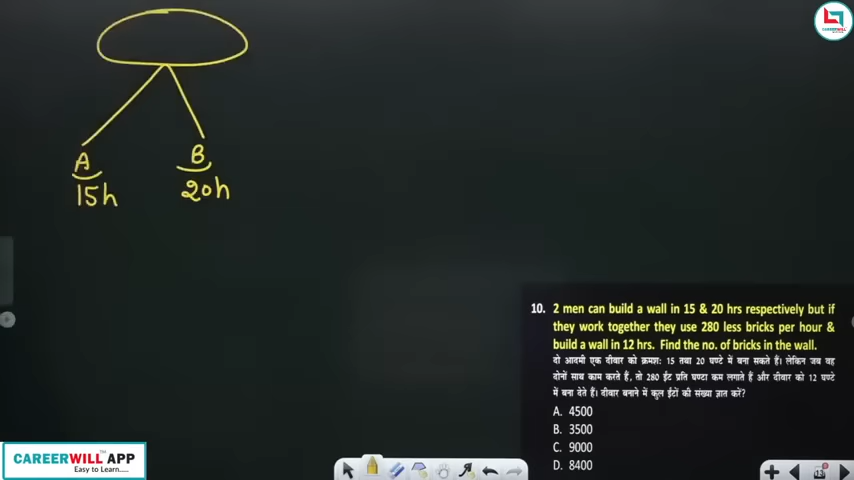 CAREERWILL
A
B
15h
20h
10. 2 men can build a wall in 15 & 20 hrs respectively but if
they work together they use 280 less bricks per hour &
build a wall in 12 hrs. Find the no. of bricks in the wall.
दो आदमी एक दीवार को क्रमशः 15 तथा 20 घण्टे में बना सकते हैं। लेकिन जब वह
दोनों साथ काम करते हैं, तो 280 ईंट प्रति घण्टा कम लगाते हैं और दीवार को 12 घण्टे
में बना देते हैं। दीवार बनाने में कुल ईंटों की संख्या ज्ञात करें?
A. 4500
B. 3500
C. 9000
D. 8400
CAREERWILL APP
Easy to Learn.....